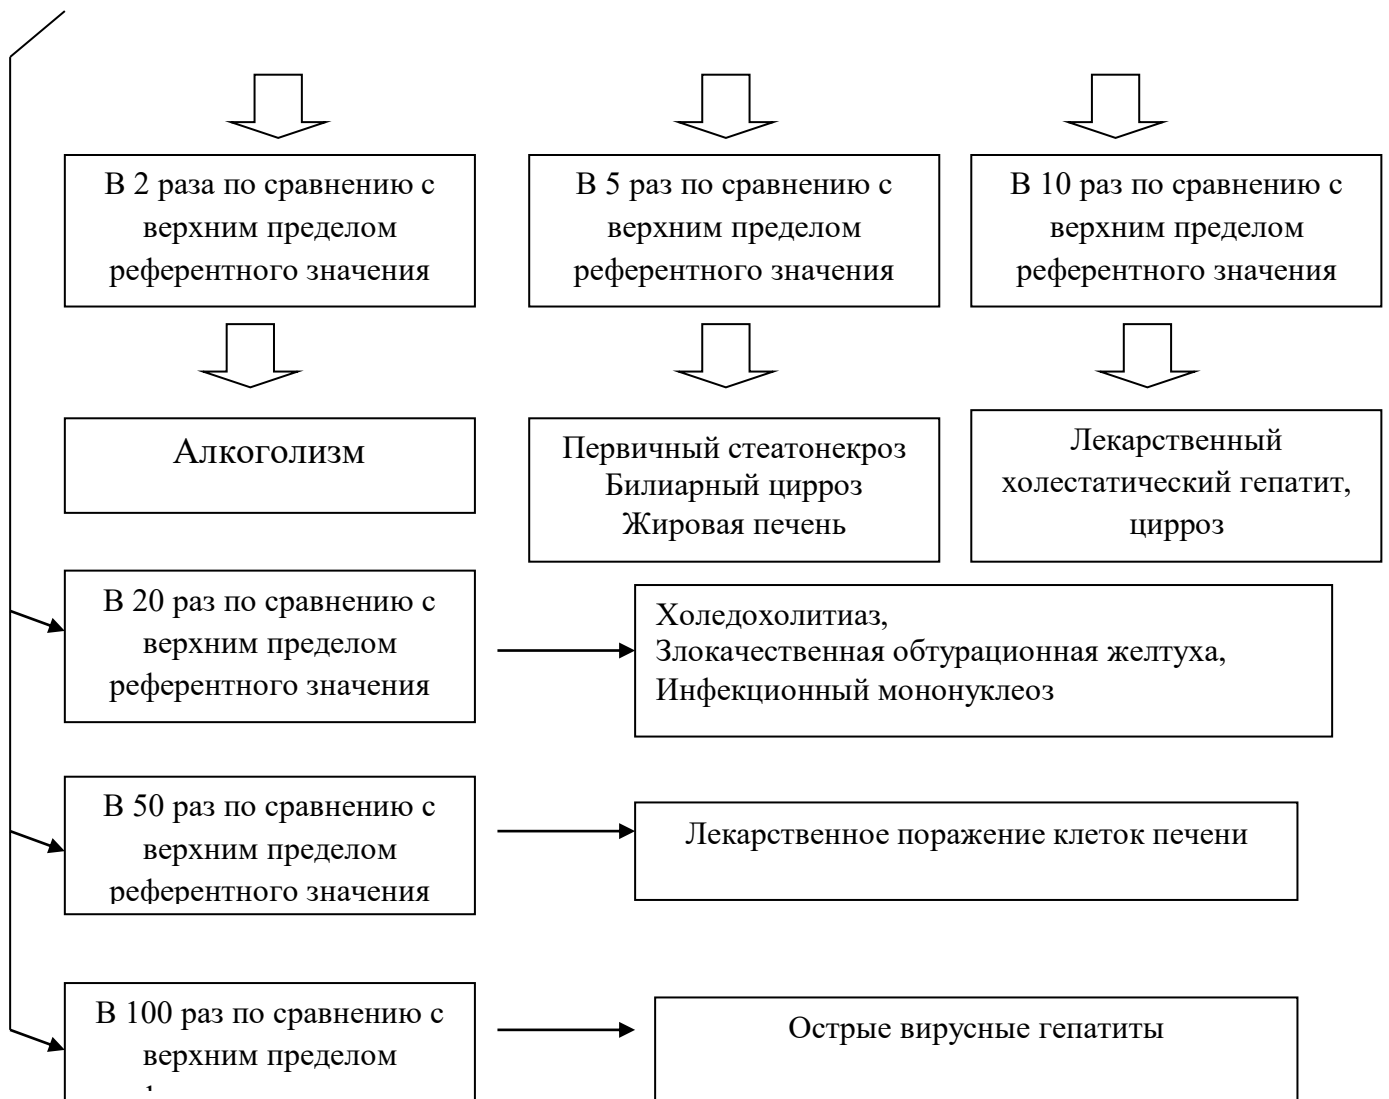 В 2 раза по сравнению с
верхним пределом
референтного значения
В 5 раз по сравнению с
верхним пределом
референтного значения
В 10 раз по сравнению с
верхним пределом
референтного значения
Алкоголизм
Первичный стеатонекроз
Билиарный цирроз
Жировая печень
Лекарственный
холестатический гепатит,
цирроз
В 20 раз по сравнению с
верхним пределом
референтного значения
Холедохолитиаз,
Злокачественная обтурационная желтуха,
Инфекционный мононуклеоз
В 50 раз по сравнению с
верхним пределом
референтного значения
Лекарственное поражение клеток печени
В 100 раз по сравнению с
верхним пределом
Острые вирусные гепатиты